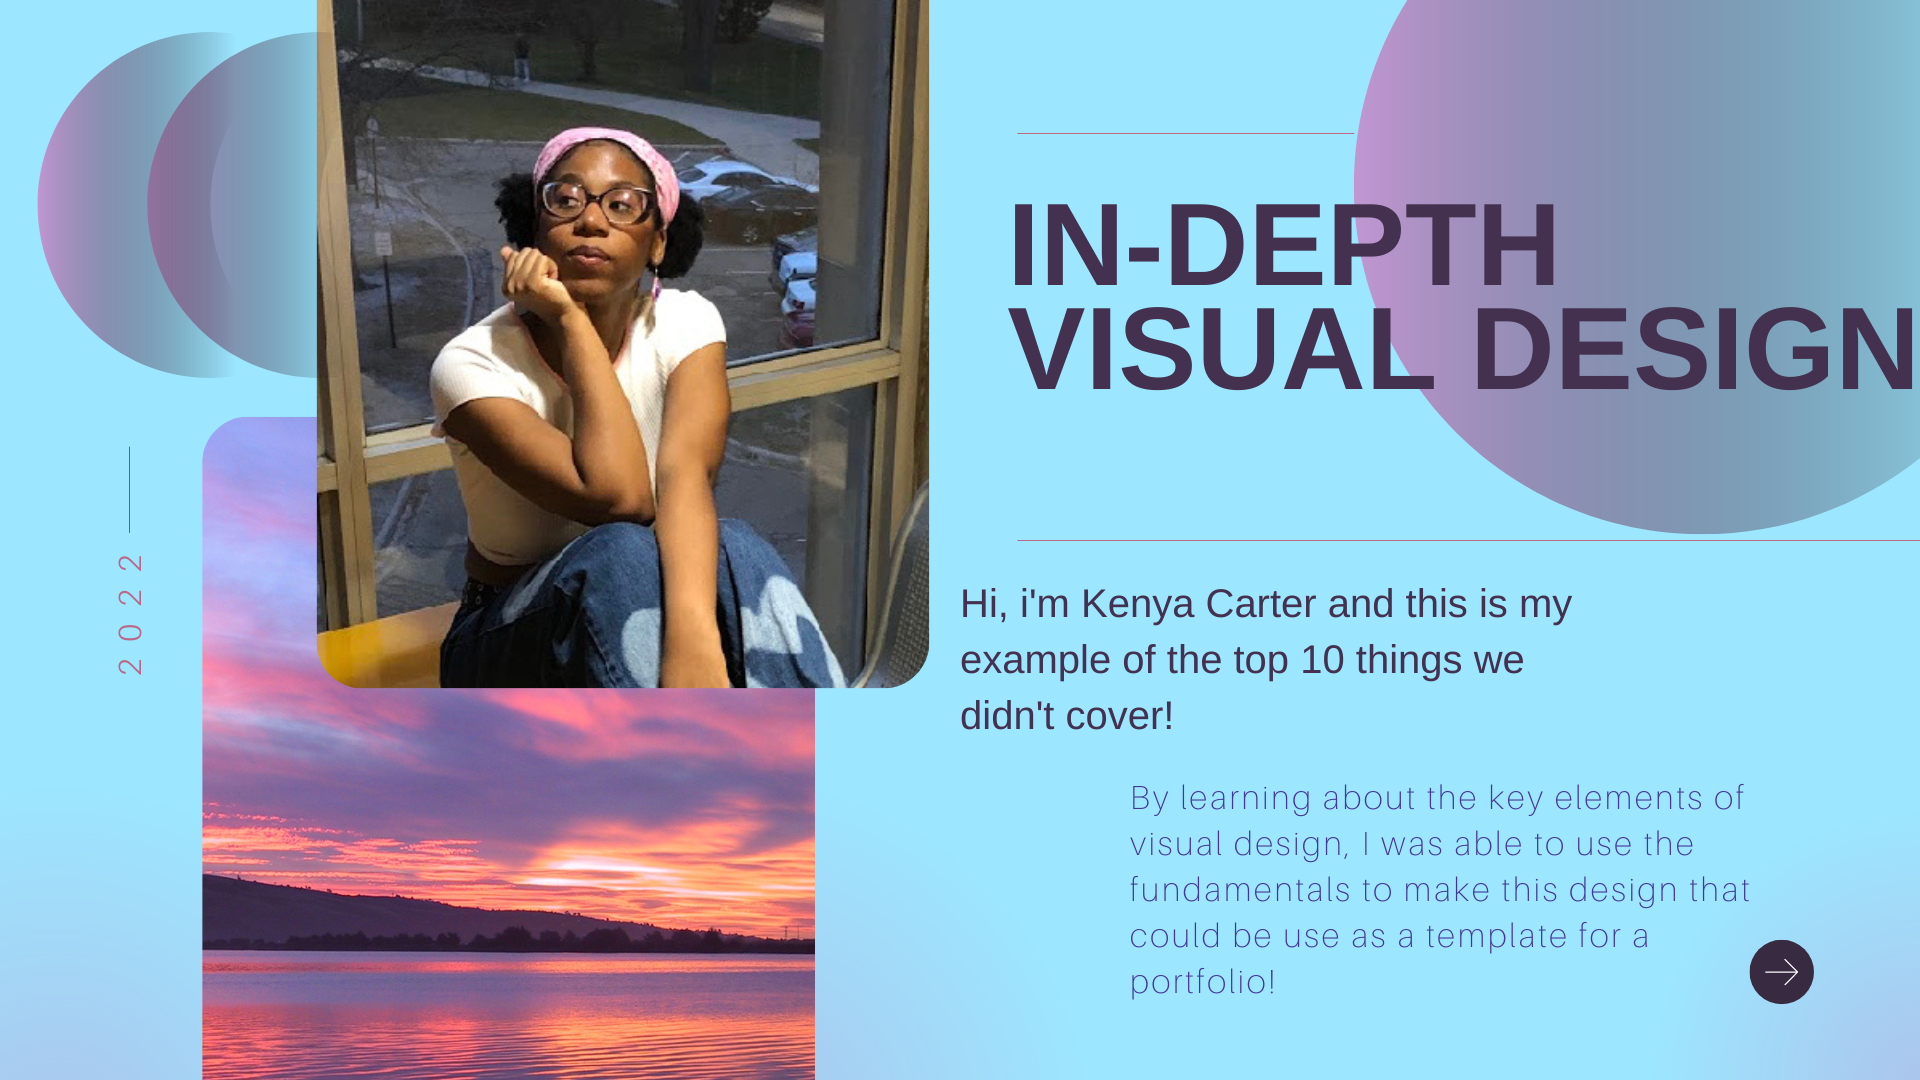 IN-DEPTH
VISUAL DESIGN
2022
Hi, i'm Kenya Carter and this is my
example of the top 10 things we
didn't cover!
By learning about the key elements of
visual design, I was able to use the
fundamentals to make this design that
could be use as a template for a
portfolio!